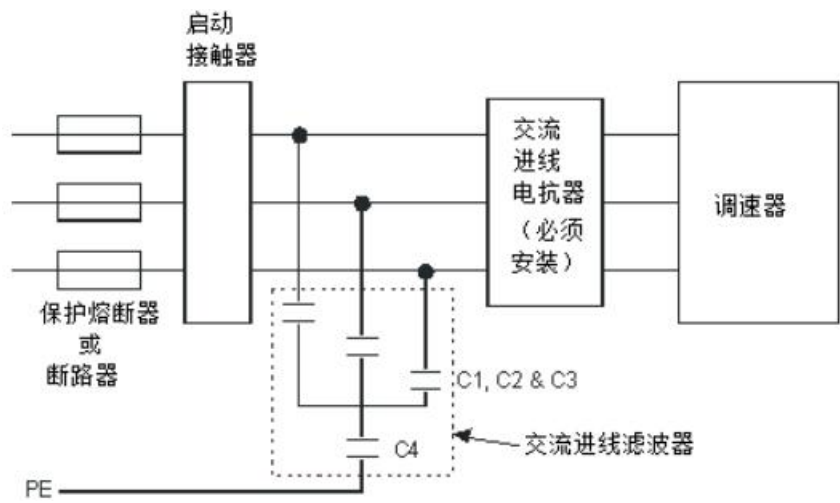 启动
接触器
交流
进线
电抗器
（必须
安装）
调速器
保护熔断器
或
断路器
C1, C2 & C3
C4
交流进线滤波器
PE